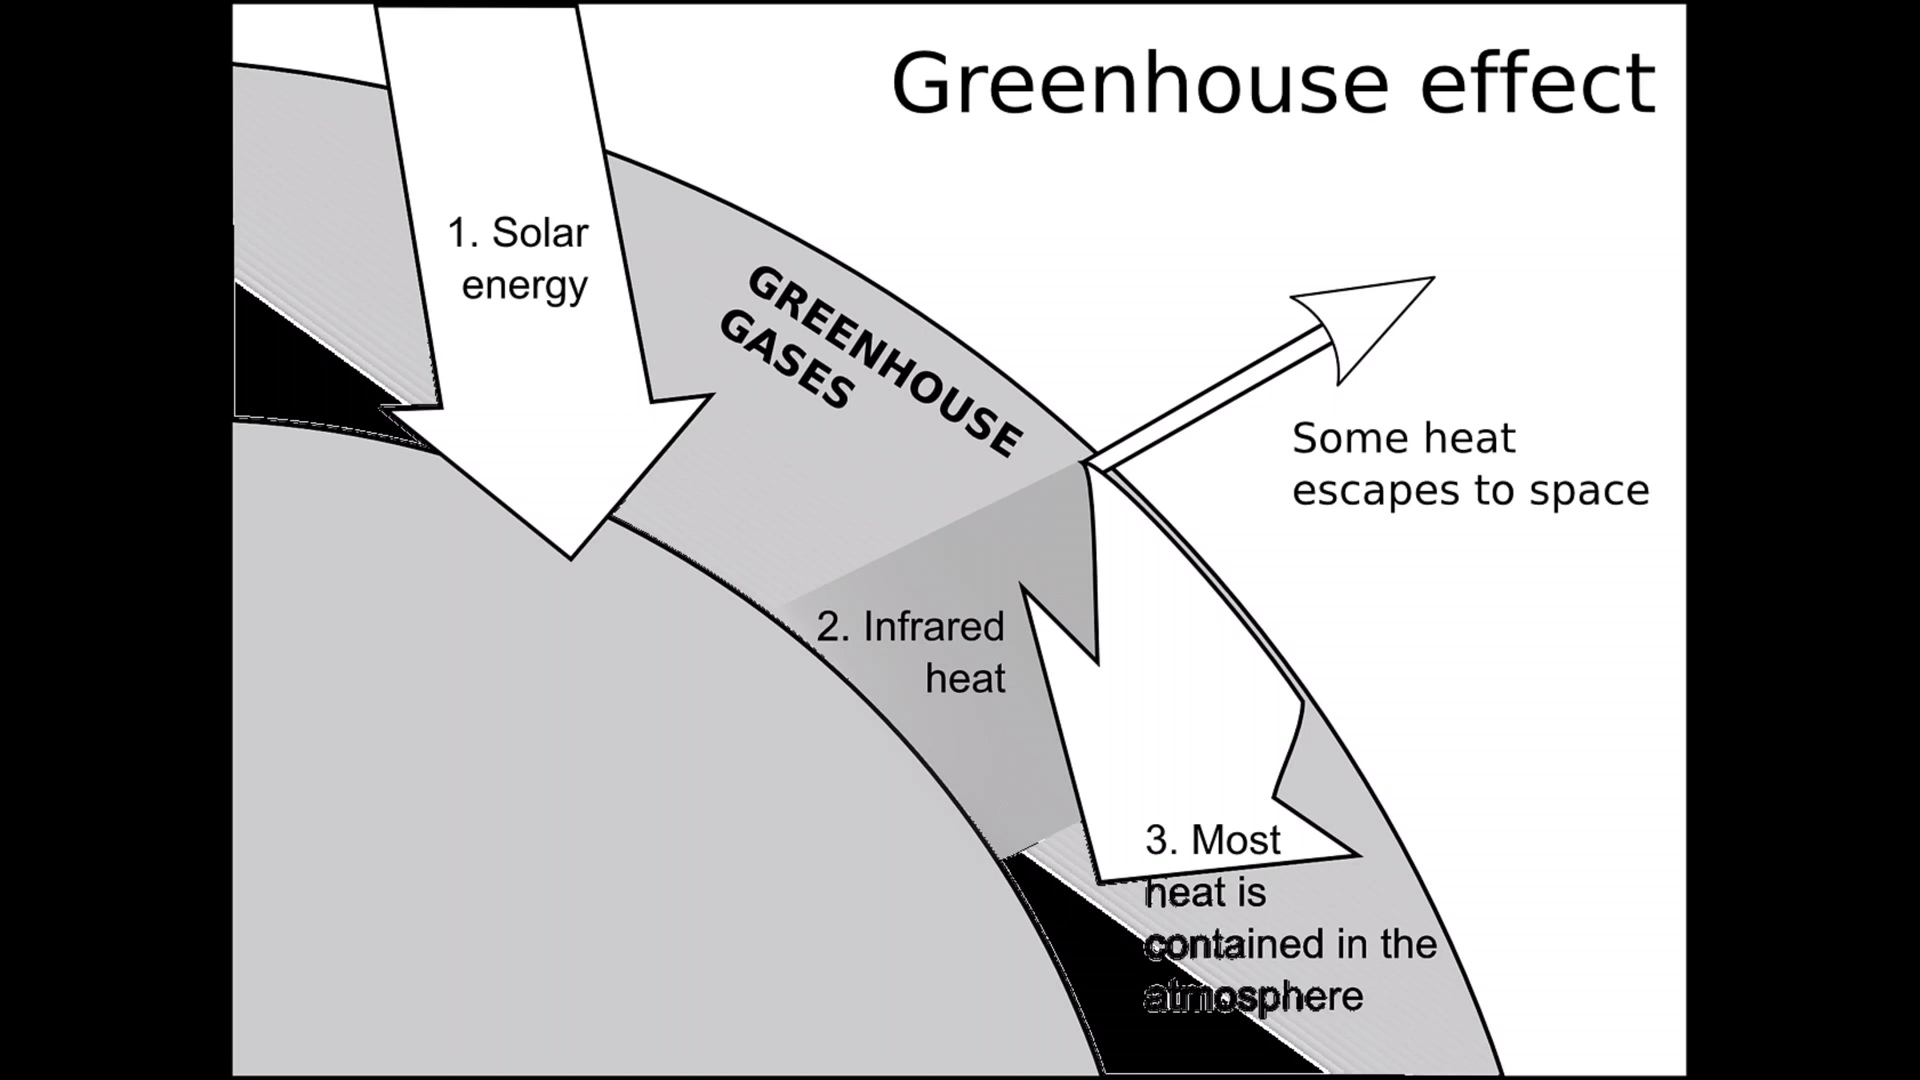 Greenhouse effect
1. Solar
energy
GREENHOUSE
GASES
Some heat
escapes to space
2. Infrared
heat
3. Most
heat is
contained in the
atmosphere